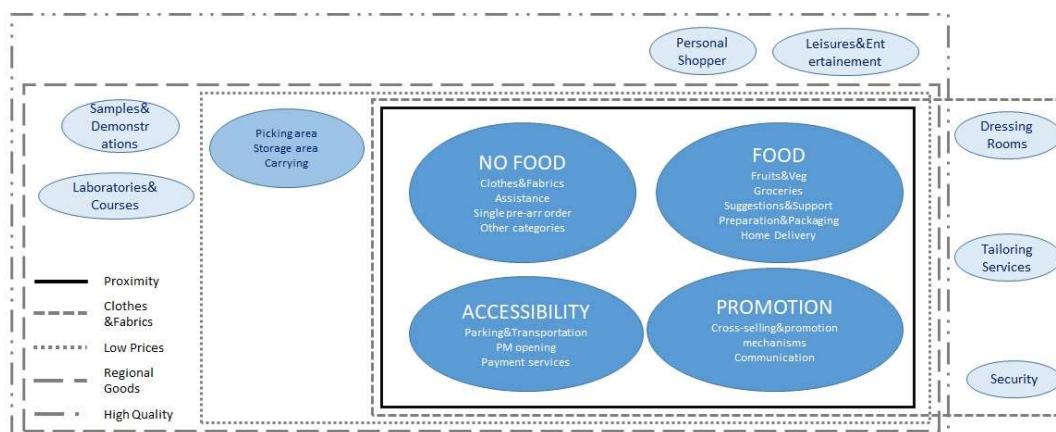 Personal
Shopper
Leisures&Ent
ertainement
Samples&
Demonstr
ations
Picking area
Storage area
Carrying
NO FOOD
Clothes&Fabrics
Assistance
Single pre-arr order
Other categories
FOOD
Fruits&Veg
Groceries
Suggestions&Support
Preparation&Packaging
Home Delivery
Dressing
Rooms
Laboratories&
Courses
Tailoring
Services
ACCESSIBILITY
Parking&Transportation
PM opening
Payment services
PROMOTION
Cross-selling&promotion
mechanisms
Communication
Security
Proximity
Clothes
&Fabrics
Low Prices
Regional
Goods
High Quality